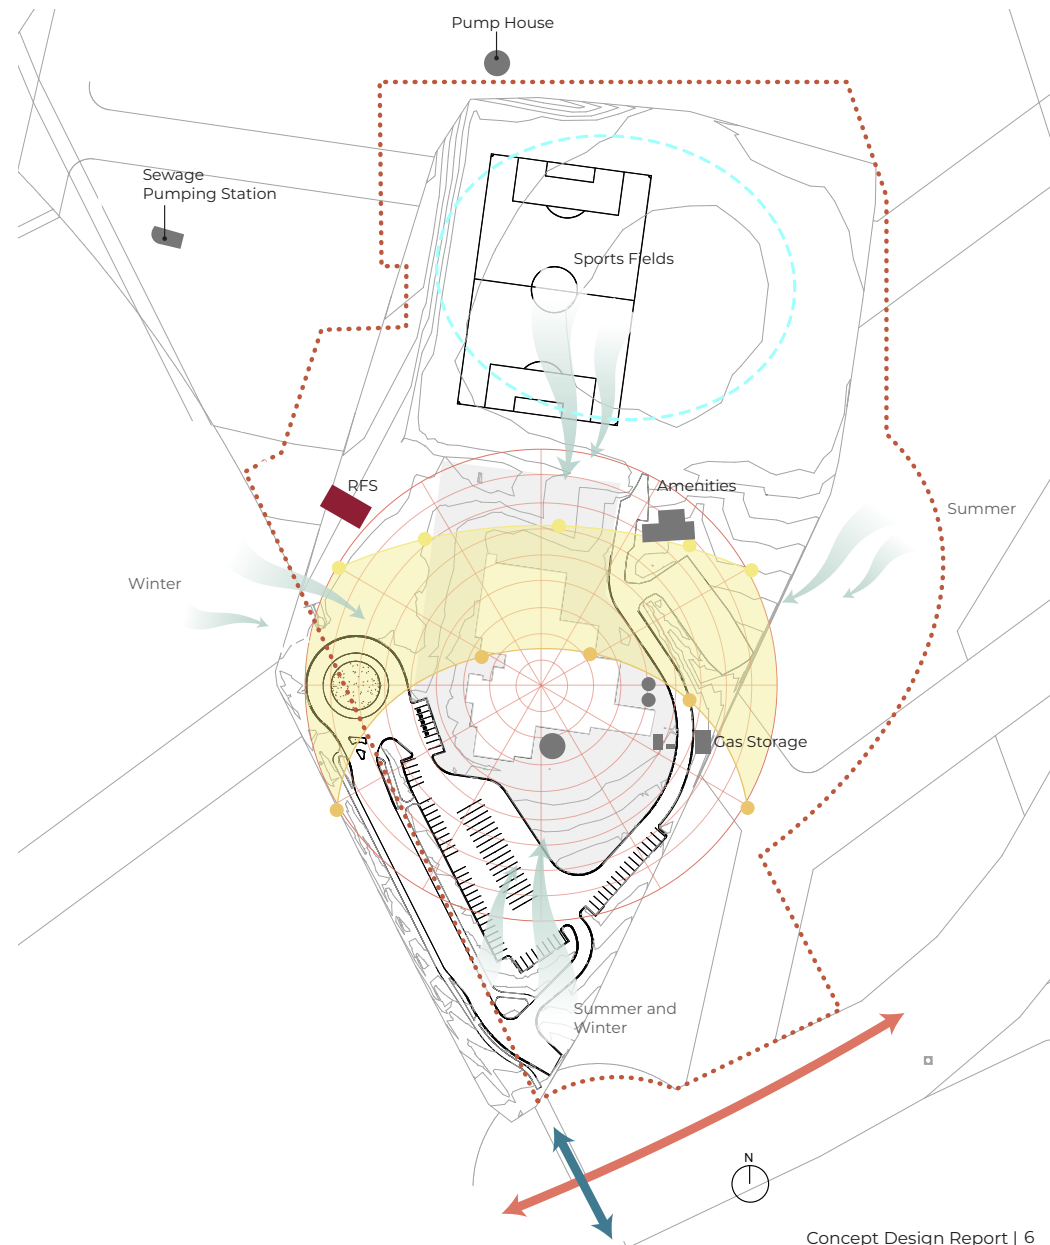 Pump House
Sewage
Pumping Station
Sports Fields
RFS
Amenities
Summer
Winter
Gas Storage
Summer and
Winter
N
Concept Design Report | 6